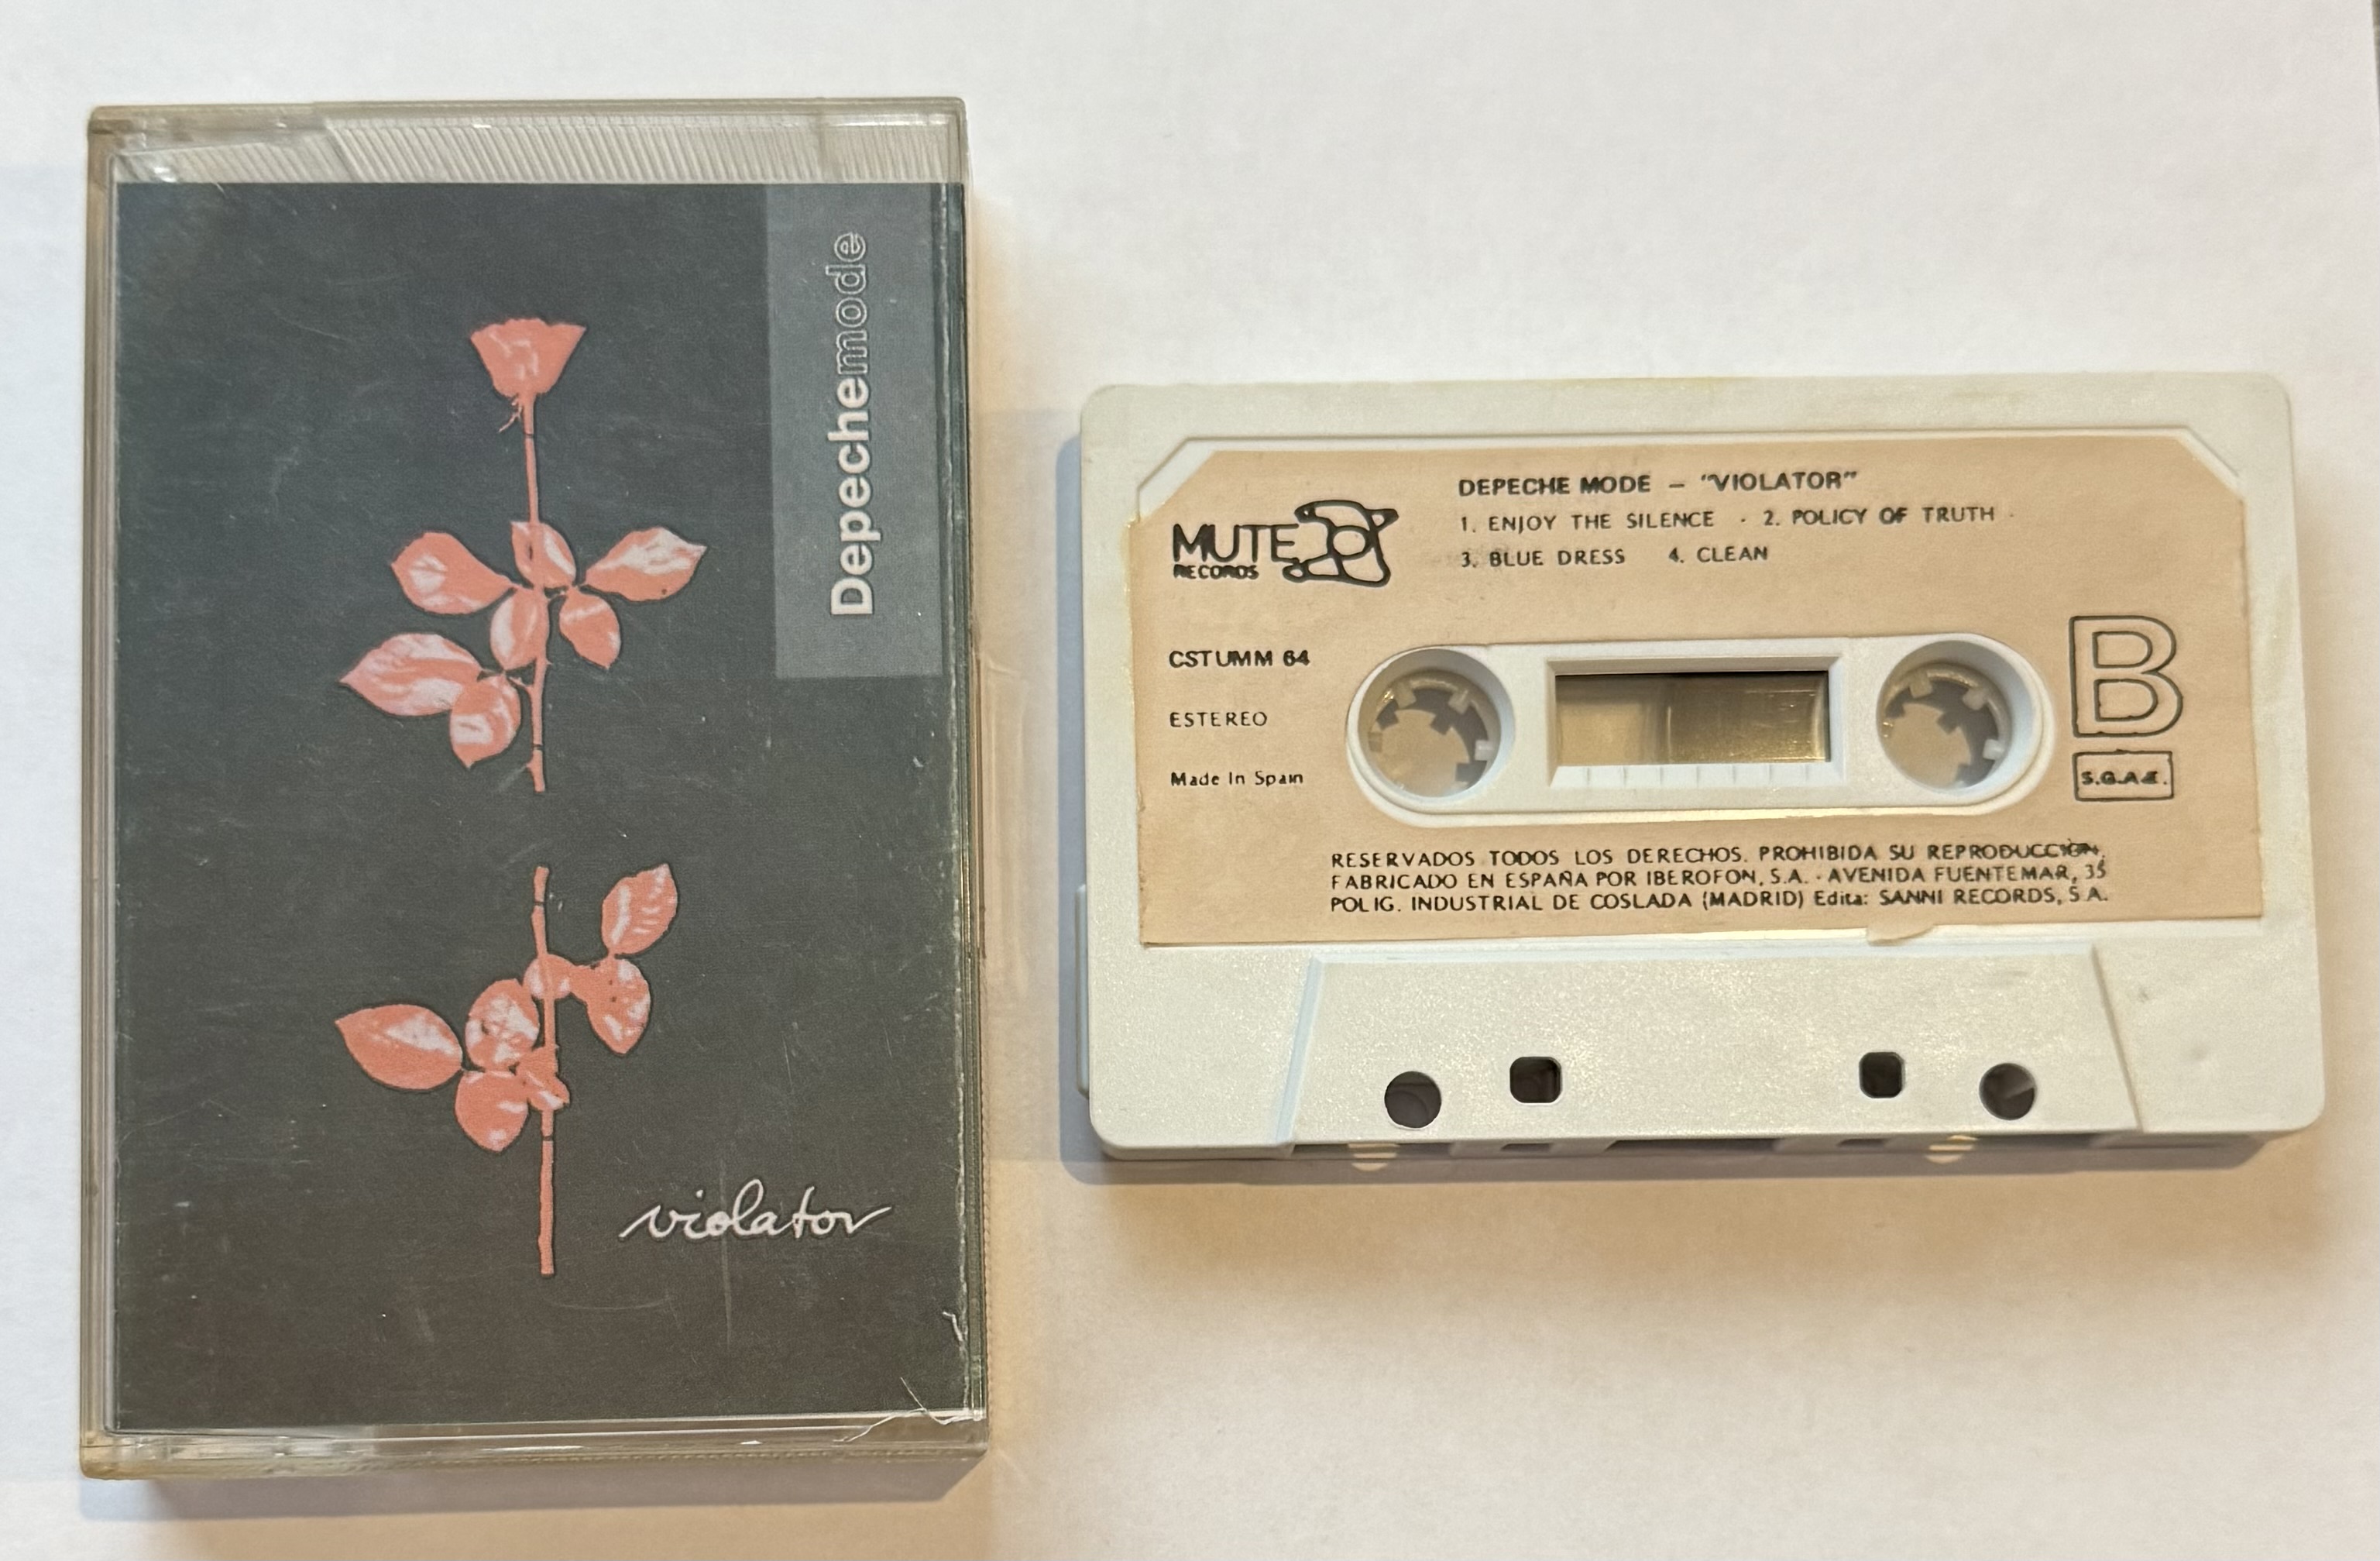 Depechemode
violator
MUTE
RECORDS
DEPECHE MODE – "VIOLATOR"
1. ENJOY THE SILENCE · 2. POLICY OF TRUTH ·
3. BLUE DRESS 4. CLEAN
CSTUMM 64
ESTEREO
Made In Spain
B
S.G.A.E.
RESERVADOS TODOS LOS DERECHOS. PROHIBIDA SU REPRODUCCIÓN.
FABRICADO EN ESPAÑA POR IBEROFON, S.A. · AVENIDA FUENTEMAR, 35
POLIG. INDUSTRIAL DE COSLADA (MADRID) Edita: SANNI RECORDS, S.A.